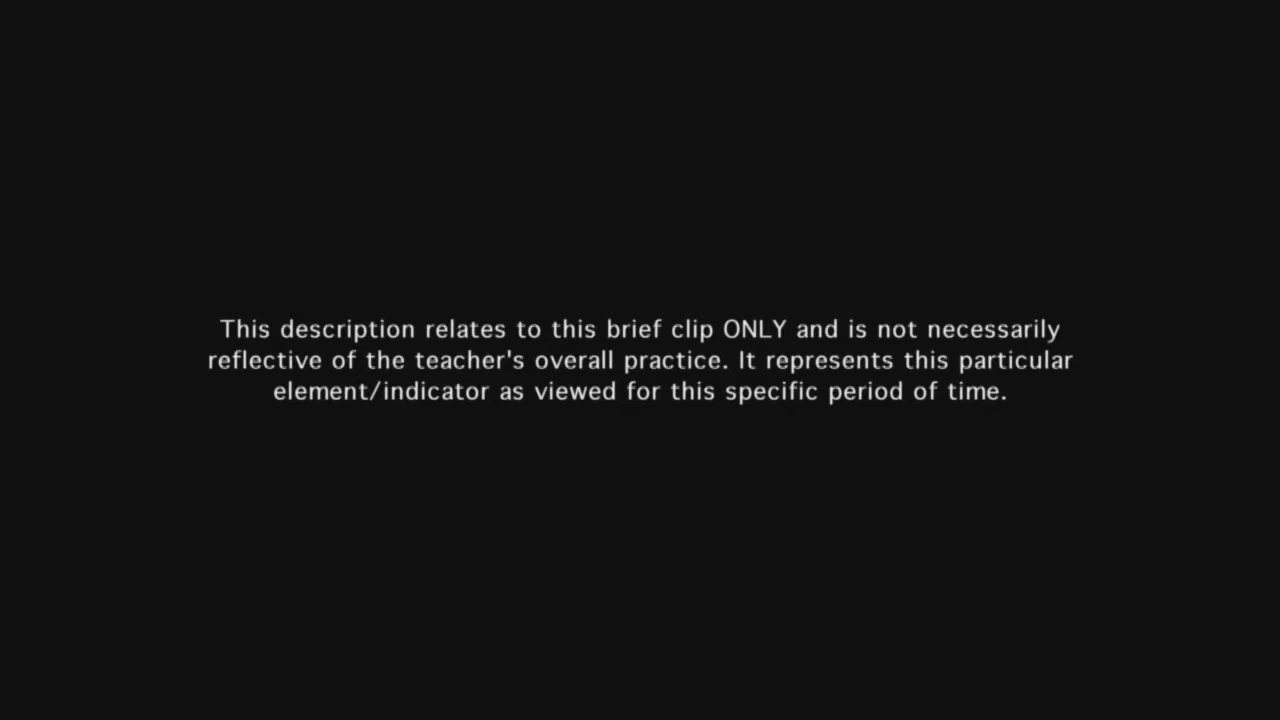 This description relates to this brief clip ONLY and is not necessarily
reflective of the teacher's overall practice. It represents this particular
element/indicator as viewed for this specific period of time.